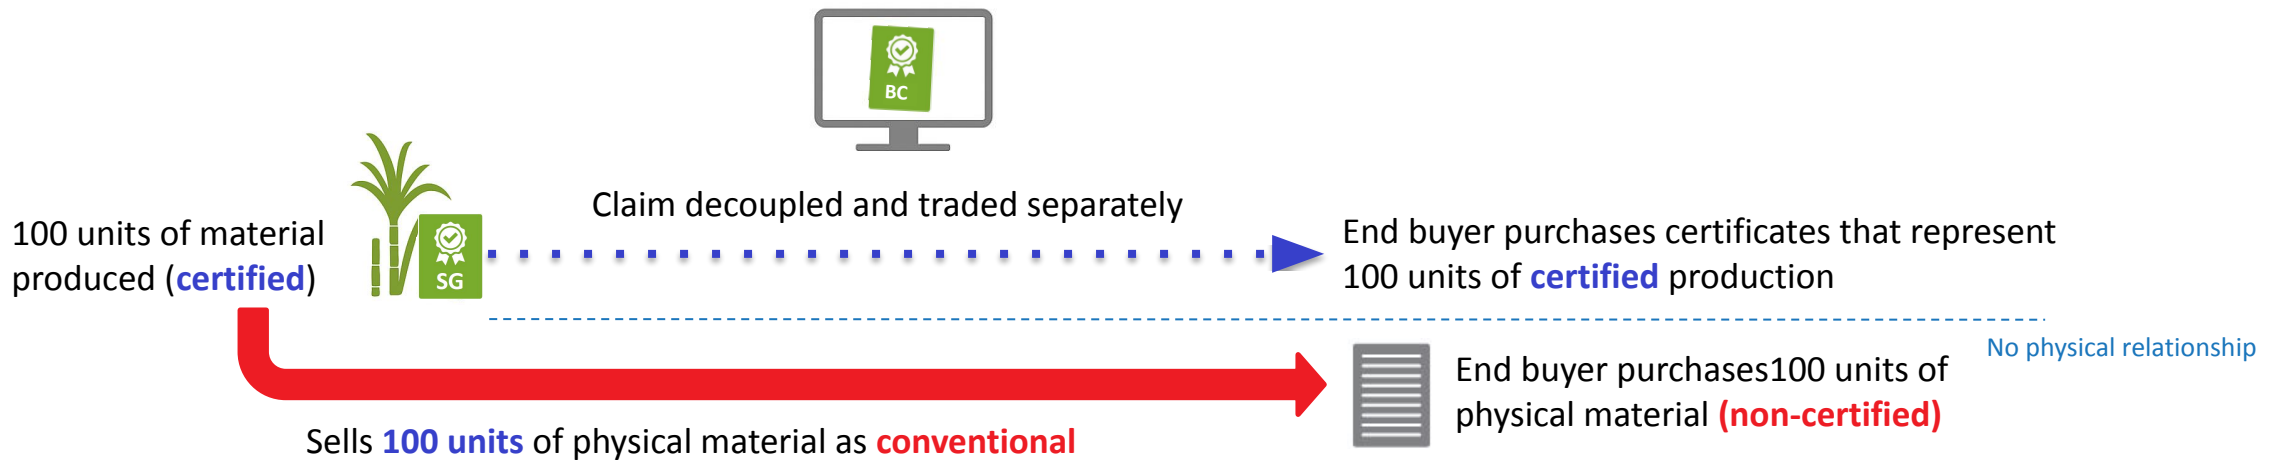 BC
Claim decoupled and traded separately
100 units of material
produced (certified)
SG
End buyer purchases certificates that represent
100 units of certified production
No physical relationship
End buyer purchases100 units of
physical material (non-certified)
Sells 100 units of physical material as conventional